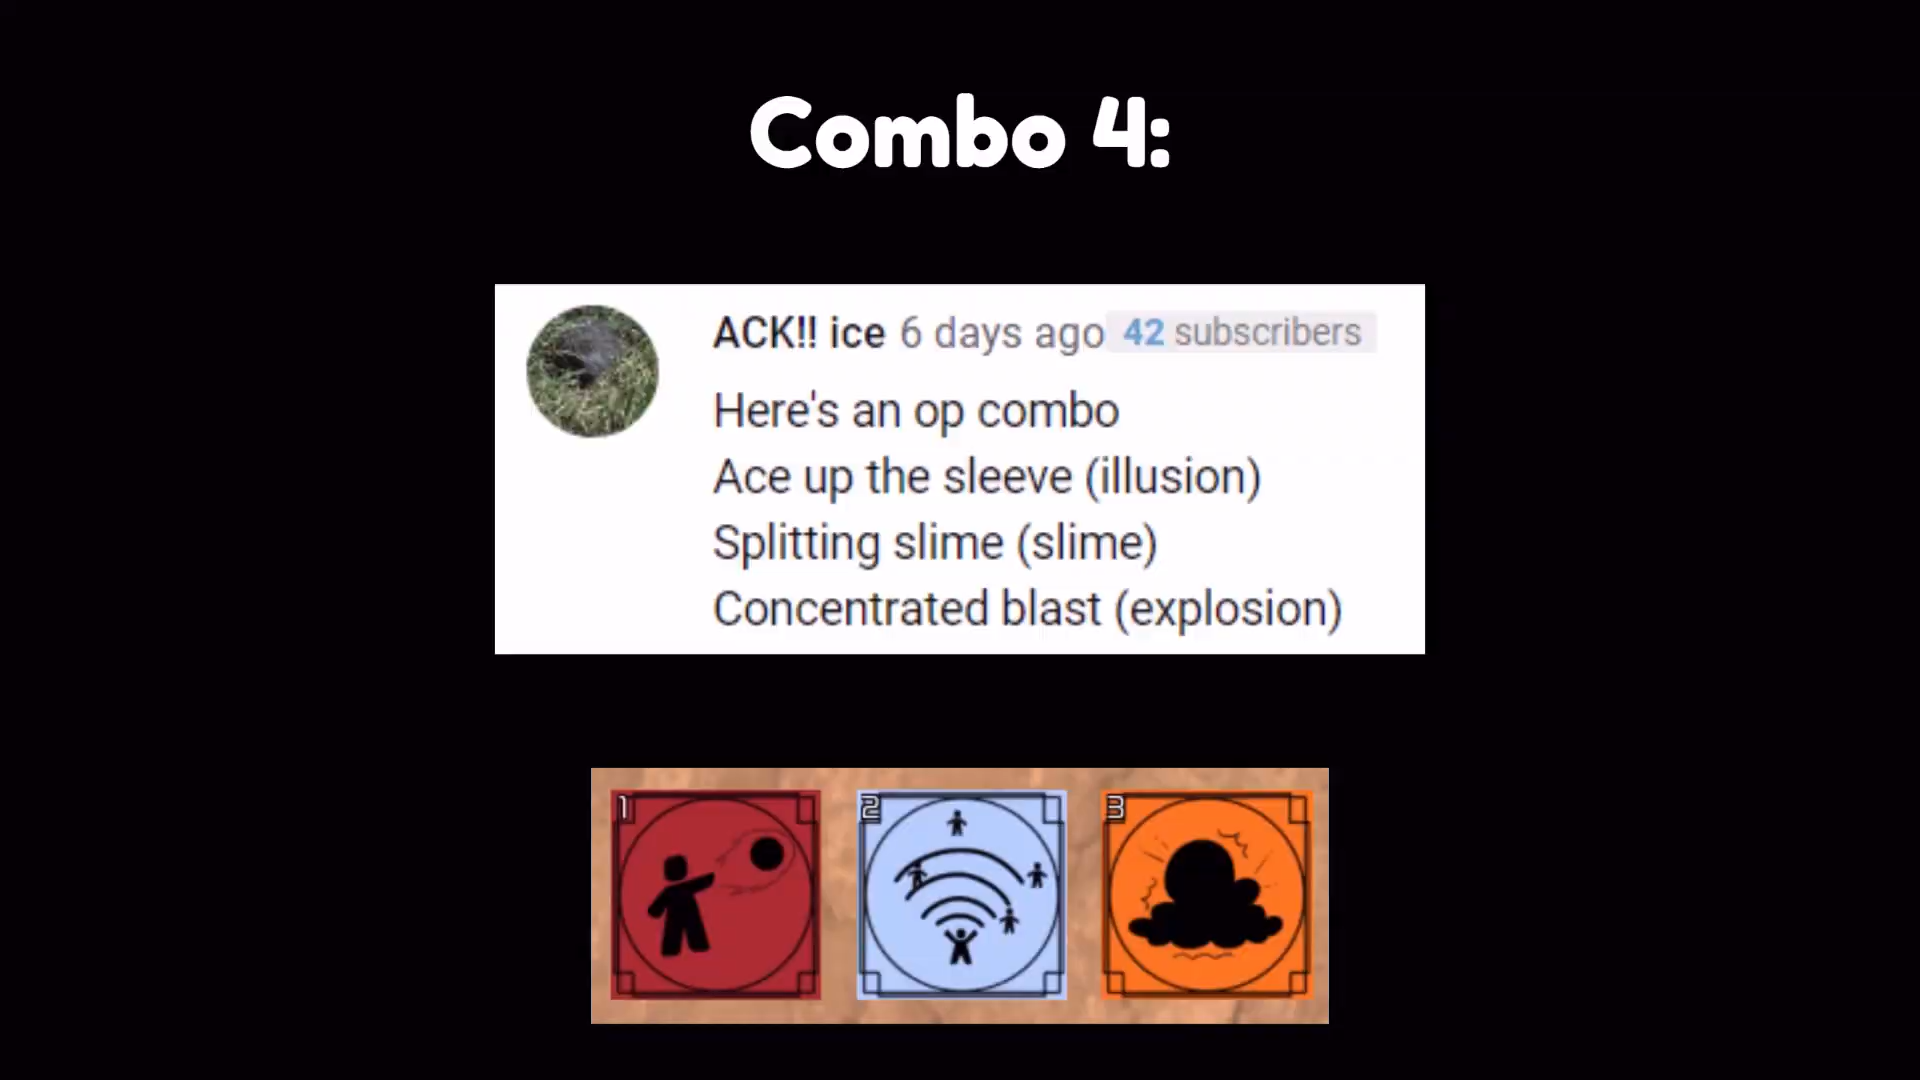 Combo 4:
ACK!! ice 6 days ago 42 subscribers
Here's an op combo
Ace up the sleeve (illusion)
Splitting slime (slime)
Concentrated blast (explosion)
1 2 3